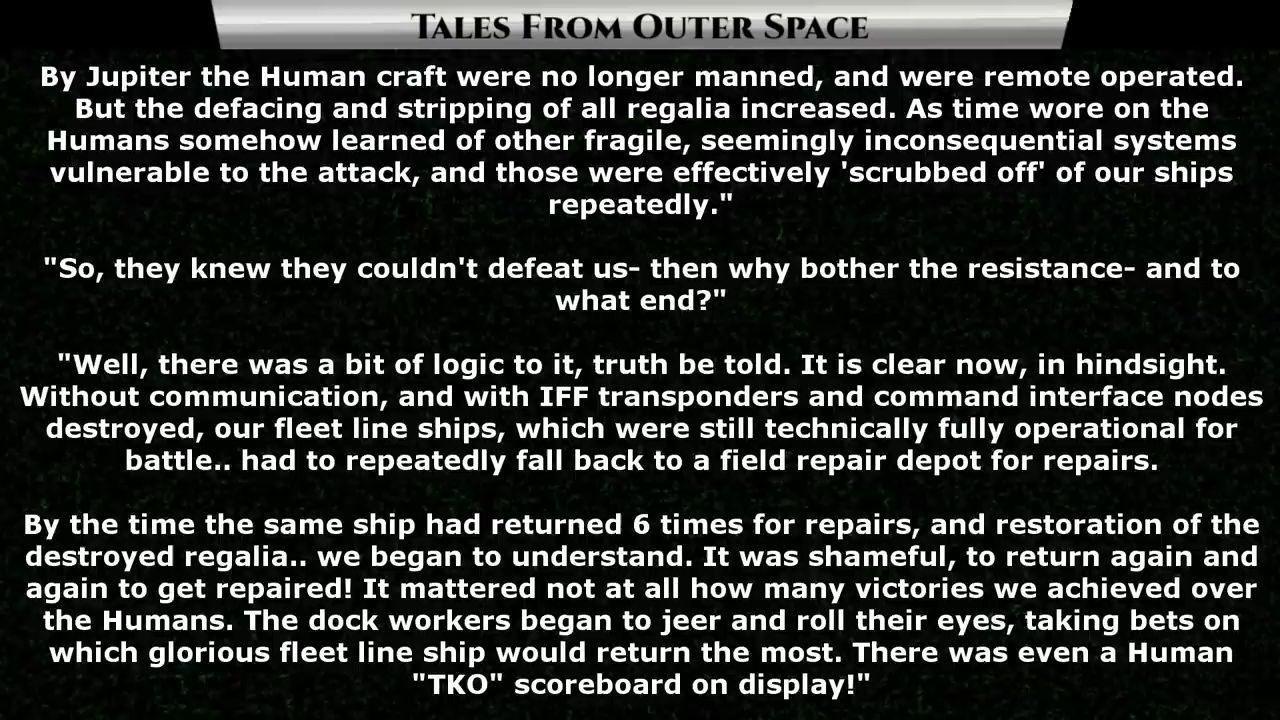 Tales From Outer Space
By Jupiter the Human craft were no longer manned, and were remote operated.
But the defacing and stripping of all regalia increased. As time wore on the
Humans somehow learned of other fragile, seemingly inconsequential systems
vulnerable to the attack, and those were effectively 'scrubbed off' of our ships
repeatedly."
"So, they knew they couldn't defeat us- then why bother the resistance- and to
what end?"
"Well, there was a bit of logic to it, truth be told. It is clear now, in hindsight.
Without communication, and with IFF transponders and command interface nodes
destroyed, our fleet line ships, which were still technically fully operational for
battle.. had to repeatedly fall back to a field repair depot for repairs.
By the time the same ship had returned 6 times for repairs, and restoration of the
destroyed regalia.. we began to understand. It was shameful, to return again and
again to get repaired! It mattered not at all how many victories we achieved over
the Humans. The dock workers began to jeer and roll their eyes, taking bets on
which glorious fleet line ship would return the most. There was even a Human
"TKO" scoreboard on display!"